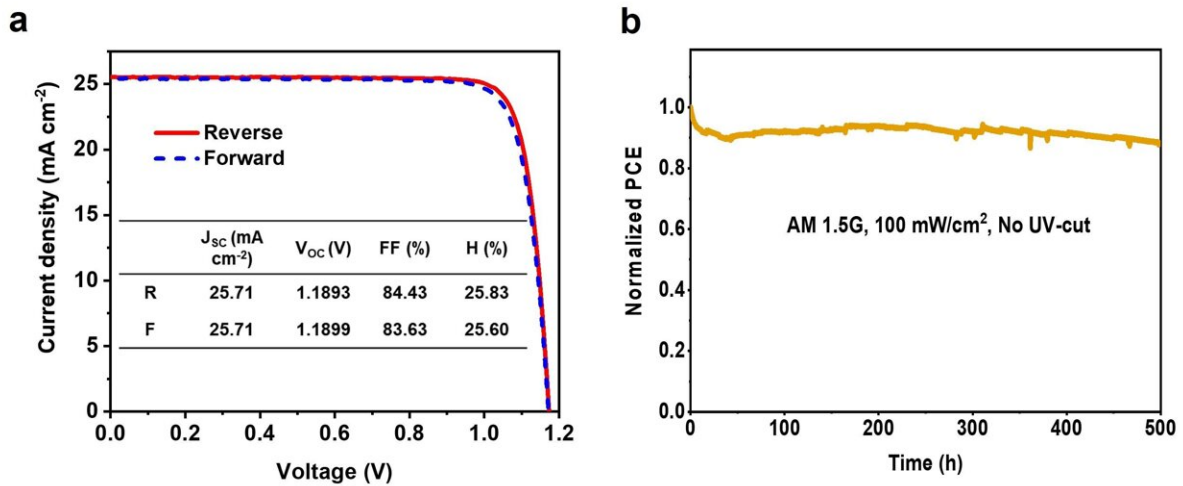 a
Current density (mA cm⁻²)
25
20
15
10
5
0
0.0 0.2 0.4 0.6 0.8 1.0 1.2
Voltage (V)
Reverse
Forward
J_SC (mA cm⁻²) V_OC (V) FF (%) H (%)
R 25.71 1.1893 84.43 25.83
F 25.71 1.1899 83.63 25.60
b
Normalized PCE
1.0
0.8
0.6
0.4
0.2
0.0
0 100 200 300 400 500
Time (h)
AM 1.5G, 100 mW/cm², No UV-cut